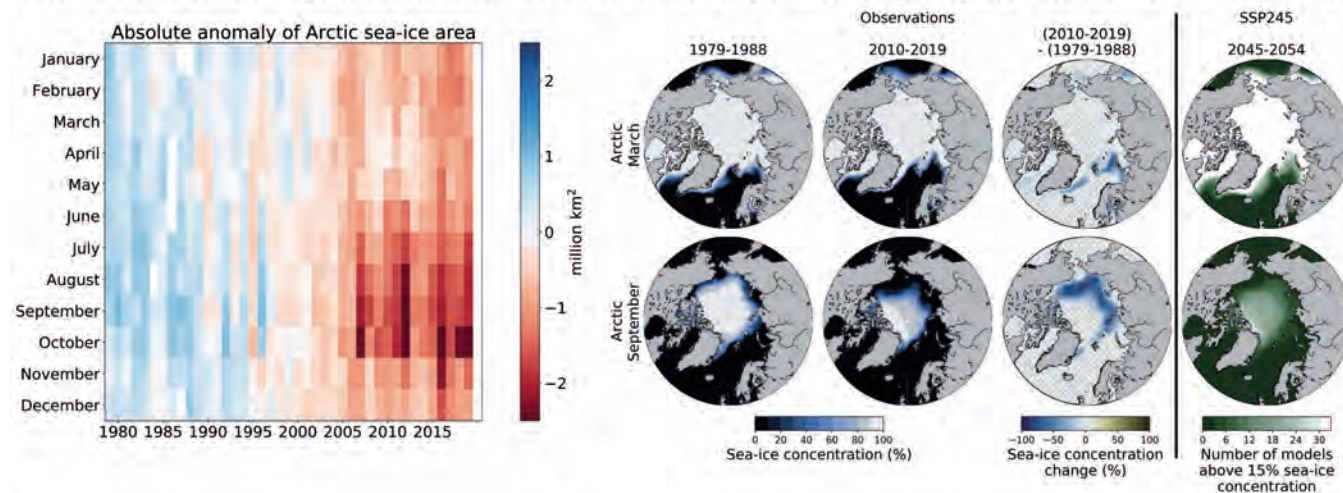 Absolute anomaly of Arctic sea-ice area
January
February
March
April
May
June
July
August
September
October
November
December
1980 1985 1990 1995 2000 2005 2010 2015
2
1
0
−1
−2
million km²
Observations
SSP245
1979-1988
2010-2019
(2010-2019)
- (1979-1988)
2045-2054
Arctic
March
Arctic
September
0 20 40 60 80 100
Sea-ice concentration (%)
−100 −50 0 50 100
Sea-ice concentration
change (%)
0 6 12 18 24 30
Number of models
above 15% sea-ice
concentration